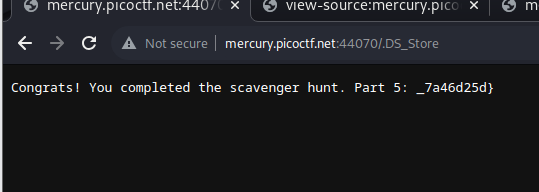 mercury.picoctf.net:4407
view-source:mercury.pico
Not secure
mercury.picoctf.net:44070/.DS_Store
Congrats! You completed the scavenger hunt. Part 5: _7a46d25d}